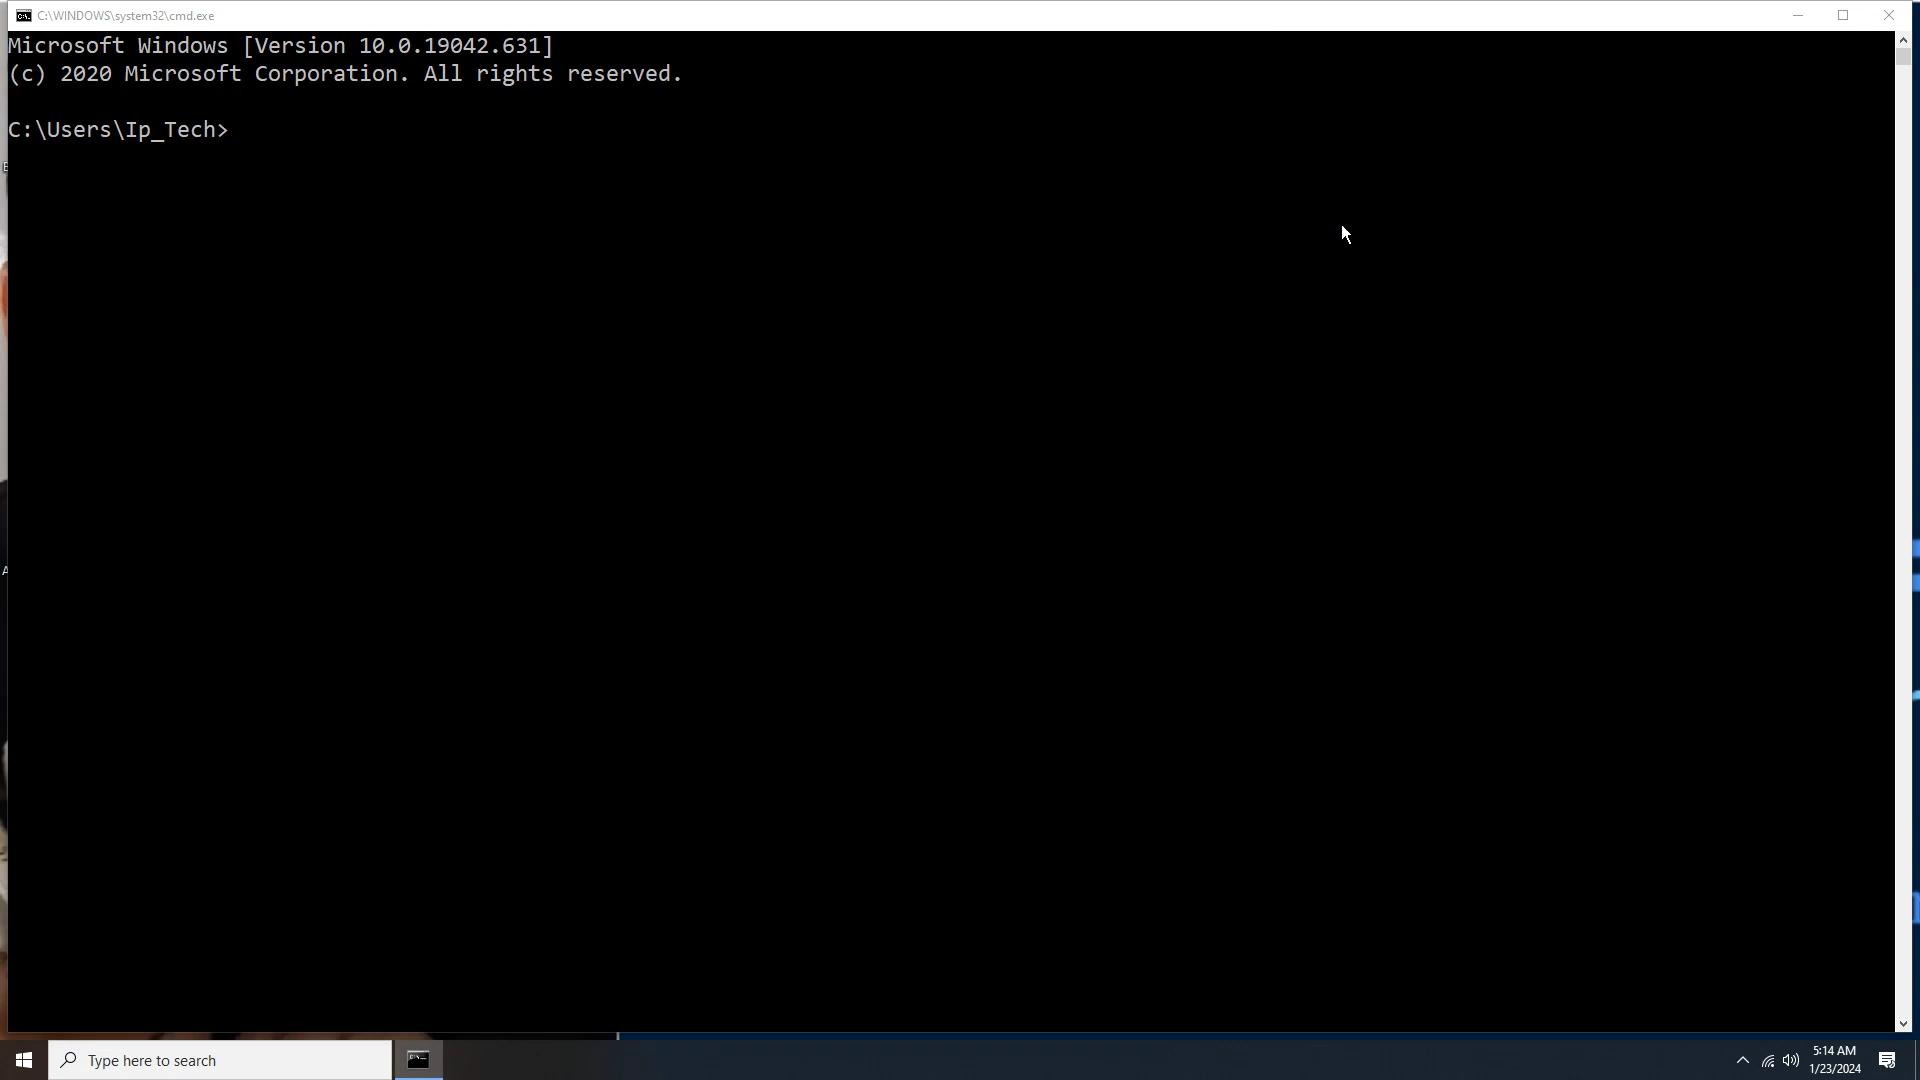 C:\WINDOWS\system32\cmd.exe
Microsoft Windows [Version 10.0.19042.631]
(c) 2020 Microsoft Corporation. All rights reserved.
C:\Users\Ip_Tech>
E
A
Type here to search
5:14 AM
1/23/2024